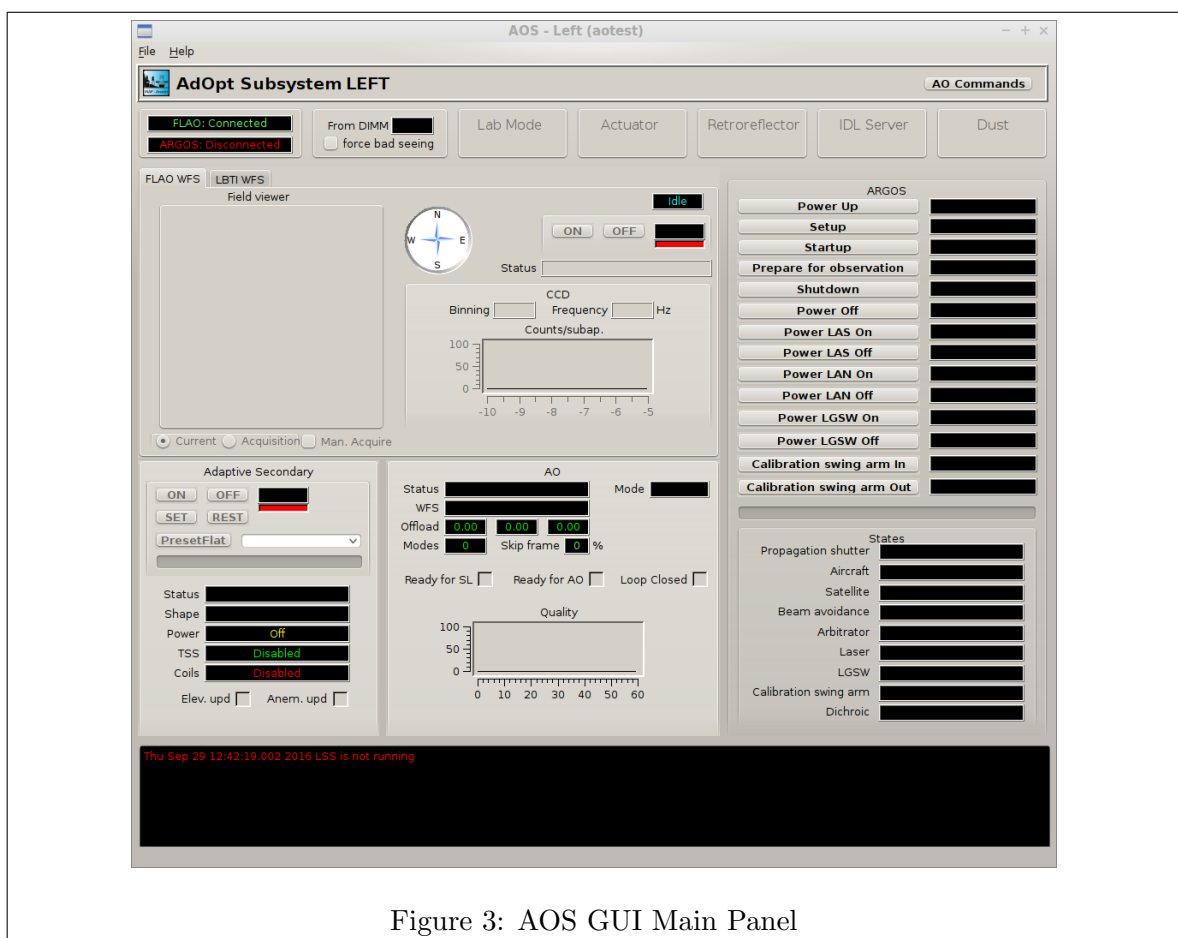 AOS - Left (aotest)
File Help
AdOpt Subsystem LEFT
AO Commands
FLAO: Connected
ARGOS: Disconnected
From DIMM
force bad seeing
Lab Mode
Actuator
Retroreflector
IDL Server
Dust
FLAO WFS
LBTI WFS
Field viewer
Current
Acquisition
Man. Acquire
N
W E
S
Idle
ON OFF
Status
CCD
Binning Frequency Hz
Counts/subap.
100
50
0
-10 -9 -8 -7 -6 -5
ARGOS
Power Up
Setup
Startup
Prepare for observation
Shutdown
Power Off
Power LAS On
Power LAS Off
Power LAN On
Power LAN Off
Power LGSW On
Power LGSW Off
Calibration swing arm In
Calibration swing arm Out
Adaptive Secondary
ON OFF
SET REST
PresetFlat
Status
Shape
Power Off
TSS Disabled
Coils Disabled
Elev. upd Anem. upd
AO
Status Mode
WFS
Offload 0.00 0.00 0.00
Modes 0 Skip frame 0 %
Ready for SL Ready for AO Loop Closed
Quality
100
50
0
0 10 20 30 40 50 60
States
Propagation shutter
Aircraft
Satellite
Beam avoidance
Arbitrator
Laser
LGSW
Calibration swing arm
Dichroic
Thu Sep 29 12:42:19.002 2016 LSS is not running
Figure 3: AOS GUI Main Panel